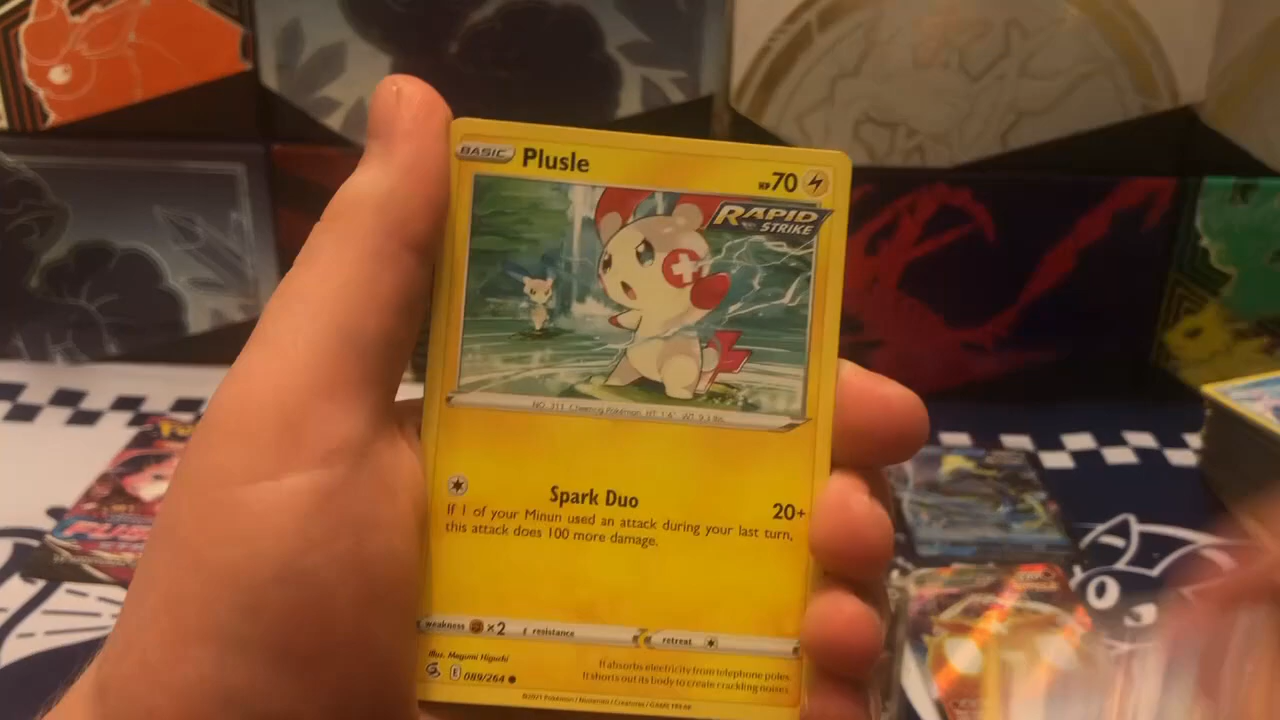 BASIC Plusle HP70
RAPID
STRIKE
NO. 311 Cheering Pokémon HT: 1'4" WT: 9.3 lbs.
Spark Duo 20+
If 1 of your Minun used an attack during your last turn,
this attack does 100 more damage.
weakness ×2 resistance retreat
Illus. Megumi Higuchi
E 089/264
It absorbs electricity from telephone poles.
It shorts out its body to create crackling noises.
©2021 Pokémon / Nintendo / Creatures / GAME FREAK